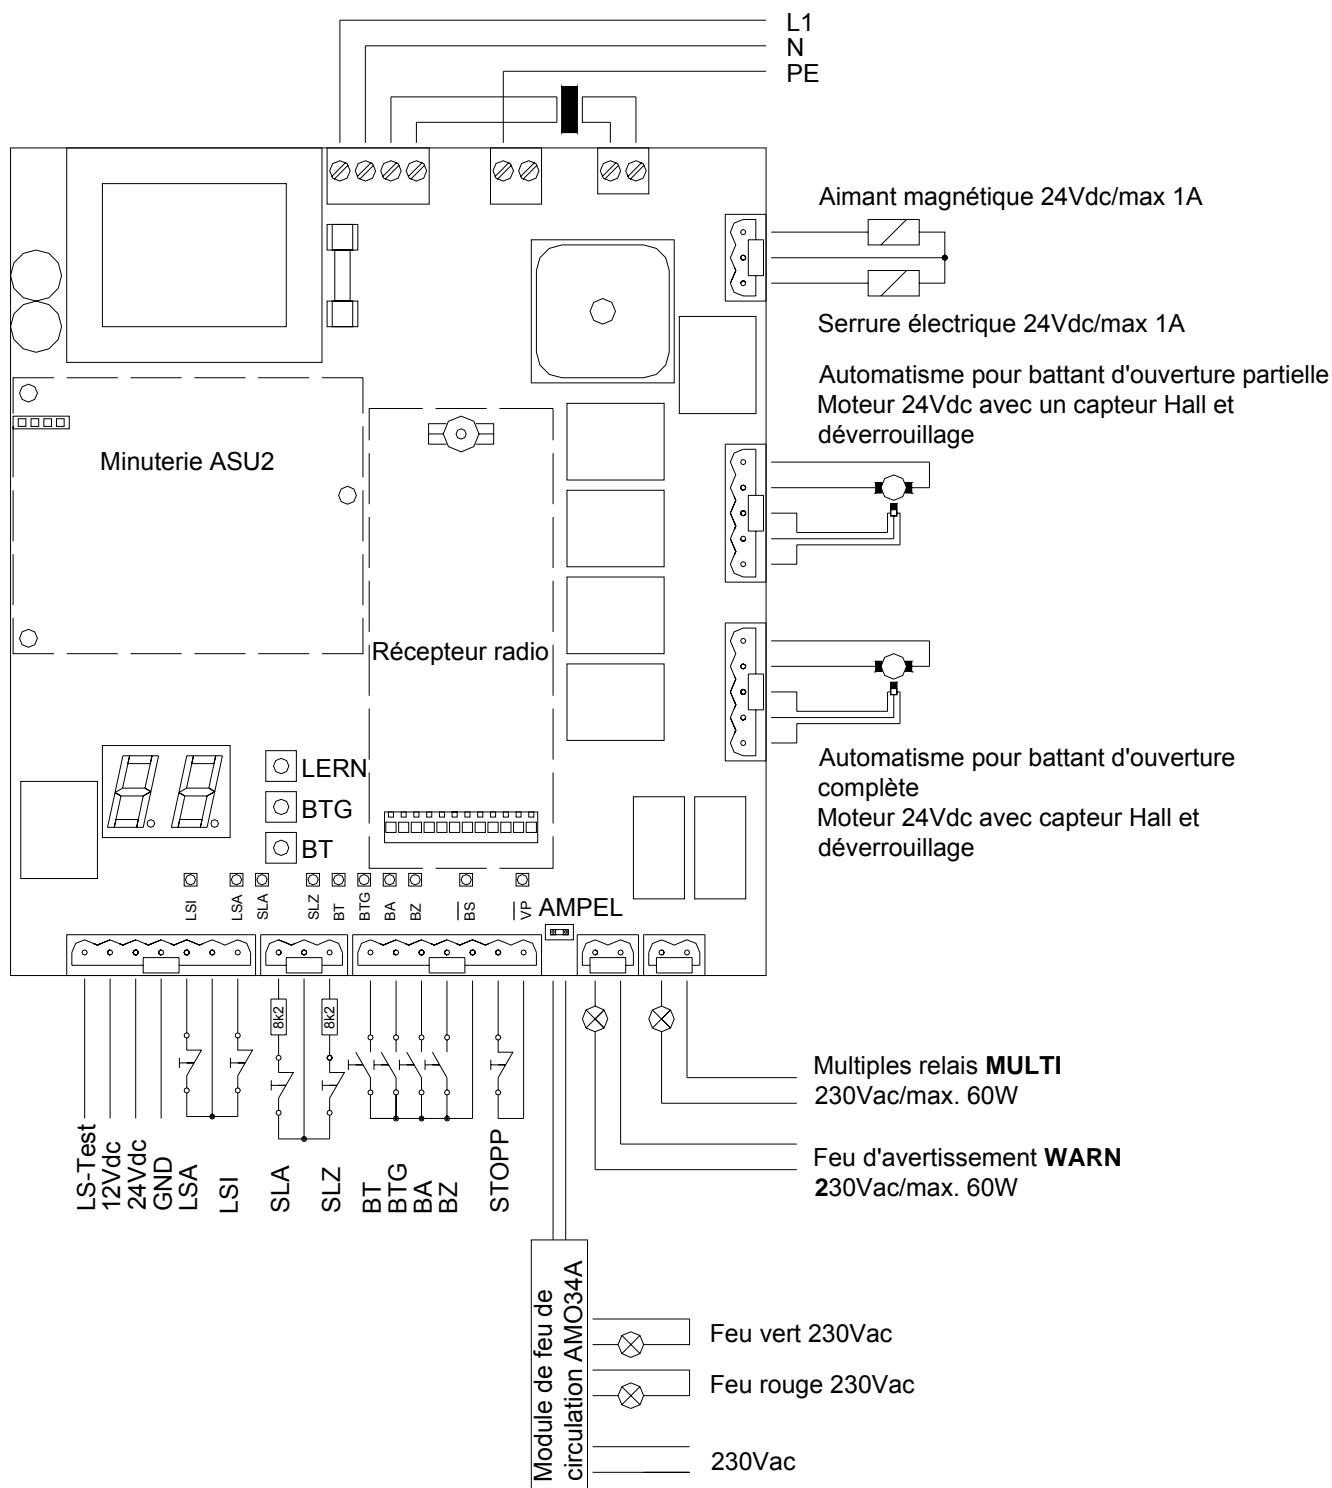 L1
N
PE
Aimant magnétique 24Vdc/max 1A
Serrure électrique 24Vdc/max 1A
Automatisme pour battant d'ouverture partielle
Moteur 24Vdc avec un capteur Hall et
déverrouillage
Minuterie ASU2
Récepteur radio
Automatisme pour battant d'ouverture
complète
Moteur 24Vdc avec capteur Hall et
déverrouillage
LERN
BTG
BT
LSI
LSA
SLA
SLZ
BT
BTG
BA
BZ
BS
VP
AMPEL
8k2
8k2
LS-Test
12Vdc
24Vdc
GND
LSA
LSI
SLA
SLZ
BT
BTG
BA
BZ
STOPP
Multiples relais MULTI
230Vac/max. 60W
Feu d'avertissement WARN
230Vac/max. 60W
Module de feu de
circulation AMO34A
Feu vert 230Vac
Feu rouge 230Vac
230Vac